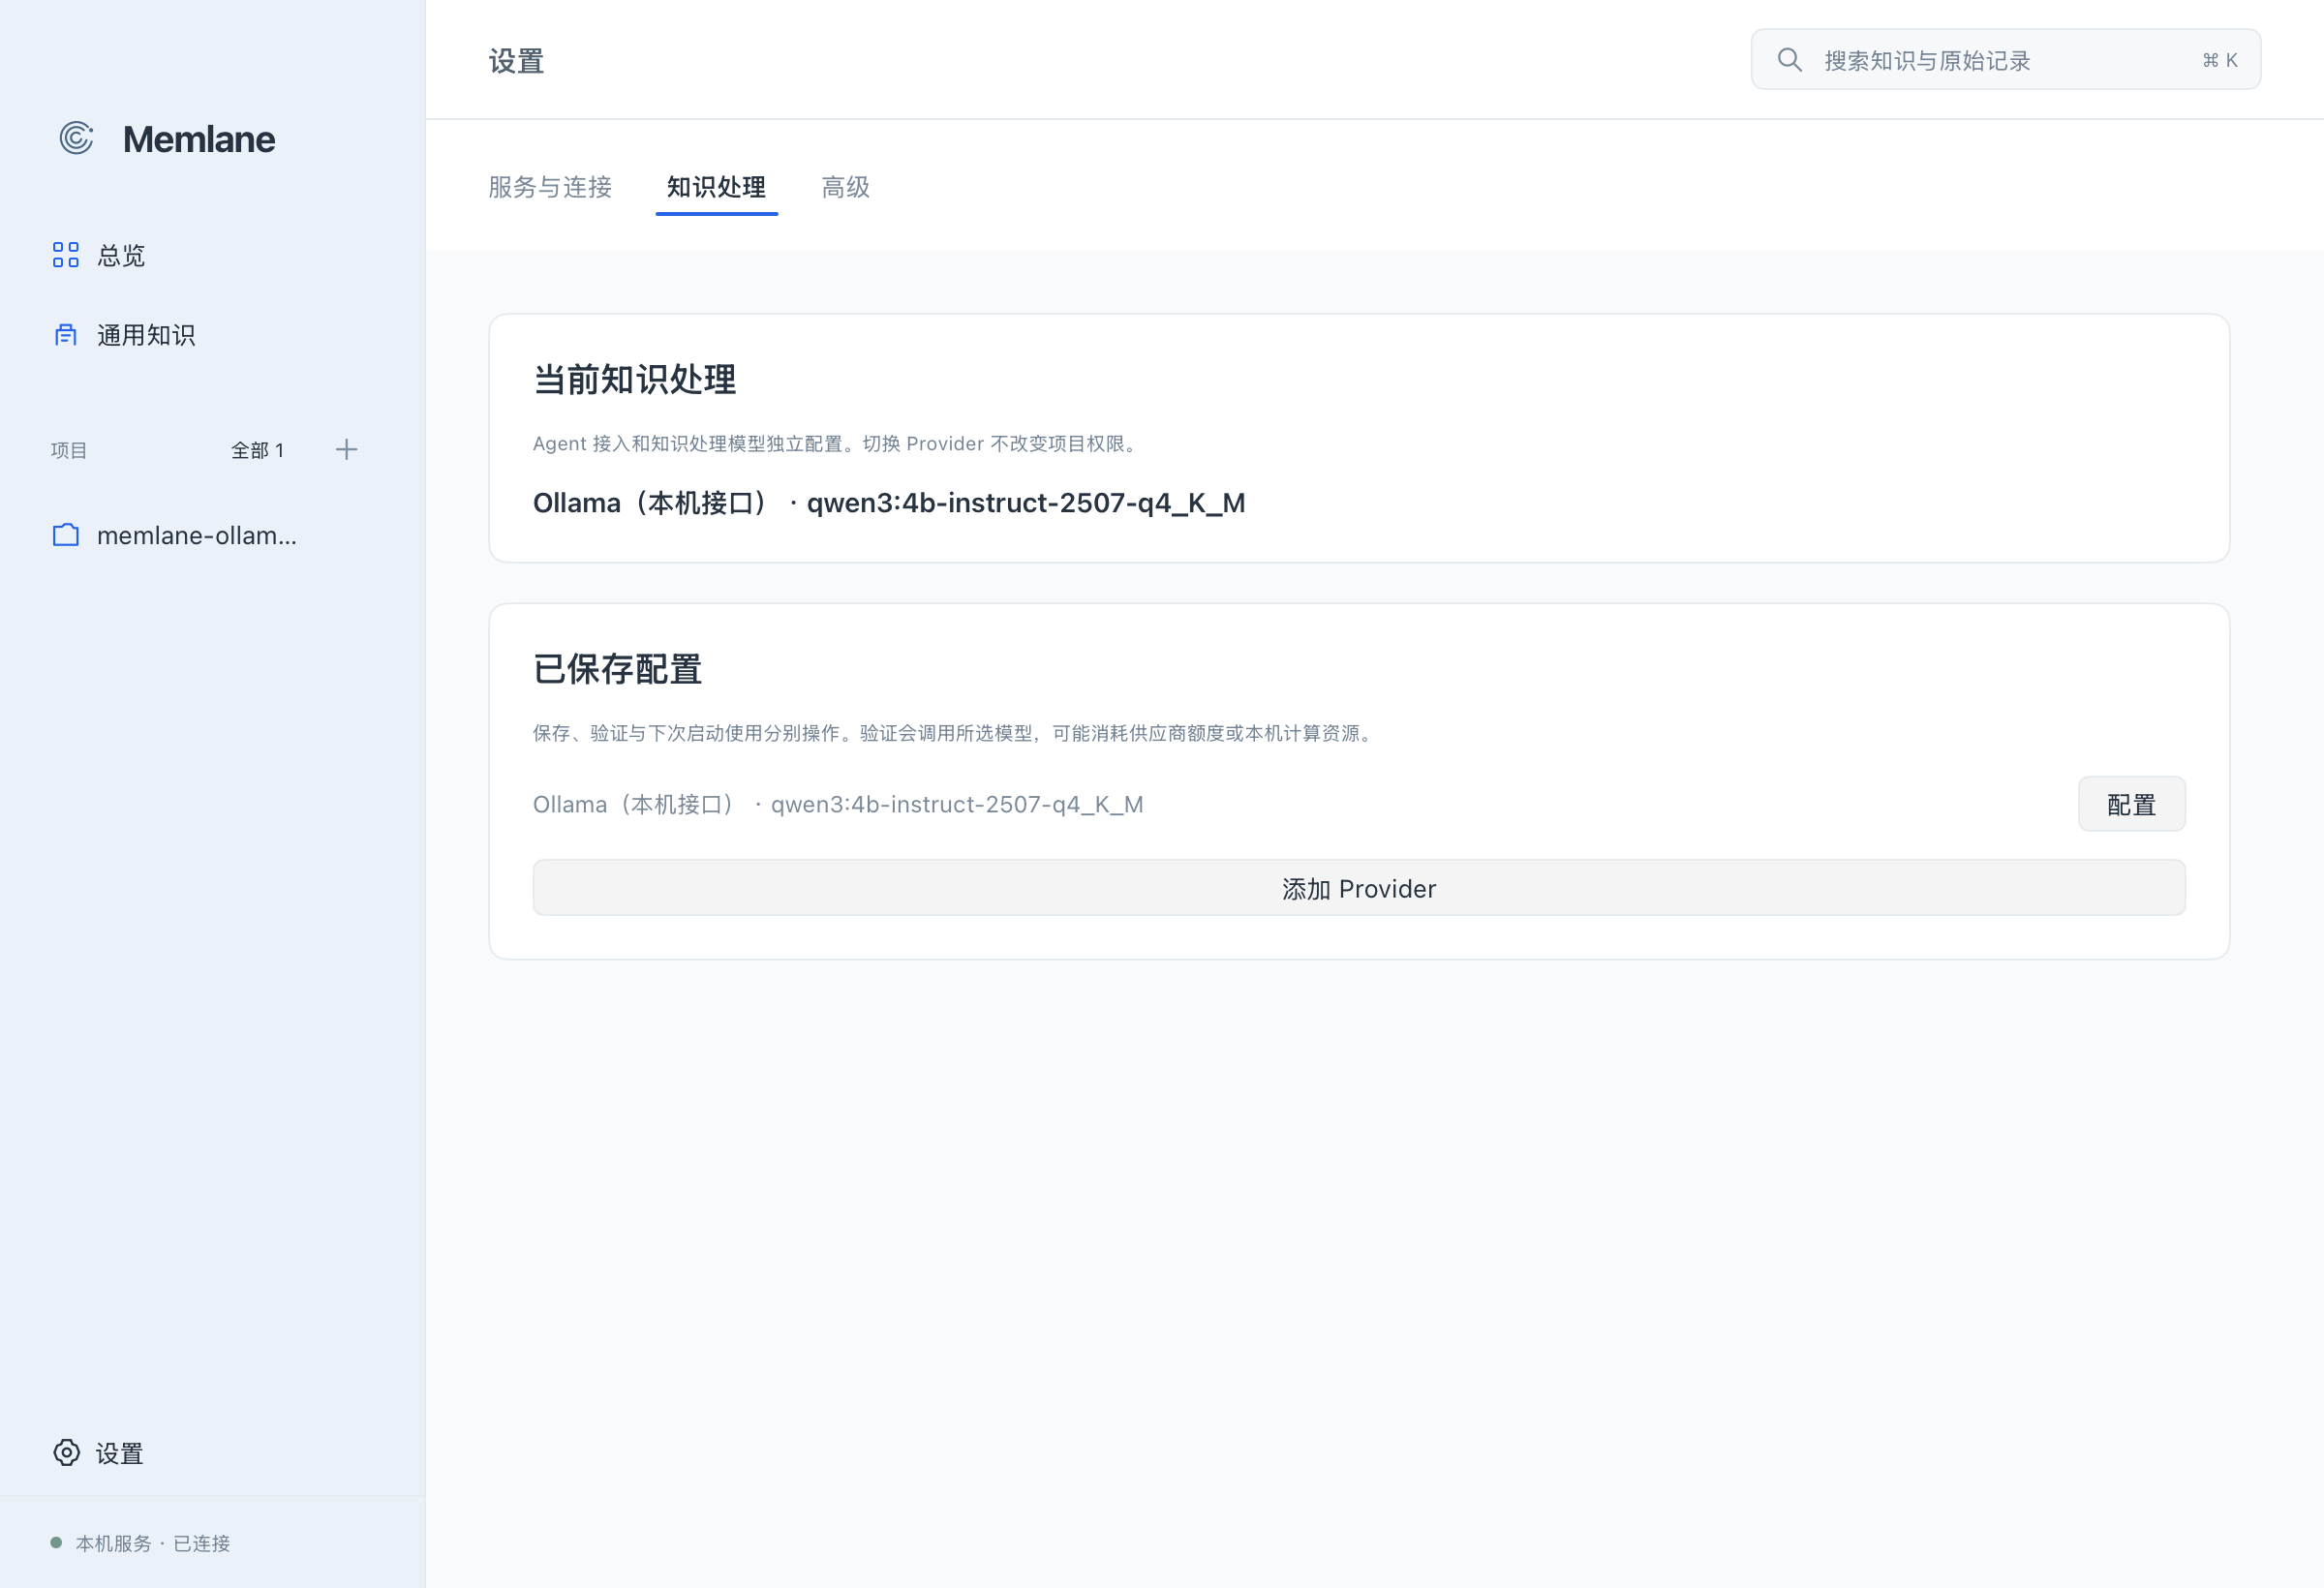 Memlane
总览
通用知识
项目 全部 1
memlane-ollam...
设置
本机服务 · 已连接
设置
搜索知识与原始记录 ⌘ K
服务与连接 知识处理 高级
当前知识处理
Agent 接入和知识处理模型独立配置。切换 Provider 不改变项目权限。
Ollama（本机接口） · qwen3:4b-instruct-2507-q4_K_M
已保存配置
保存、验证与下次启动使用分别操作。验证会调用所选模型，可能消耗供应商额度或本机计算资源。
Ollama（本机接口） · qwen3:4b-instruct-2507-q4_K_M
配置
添加 Provider